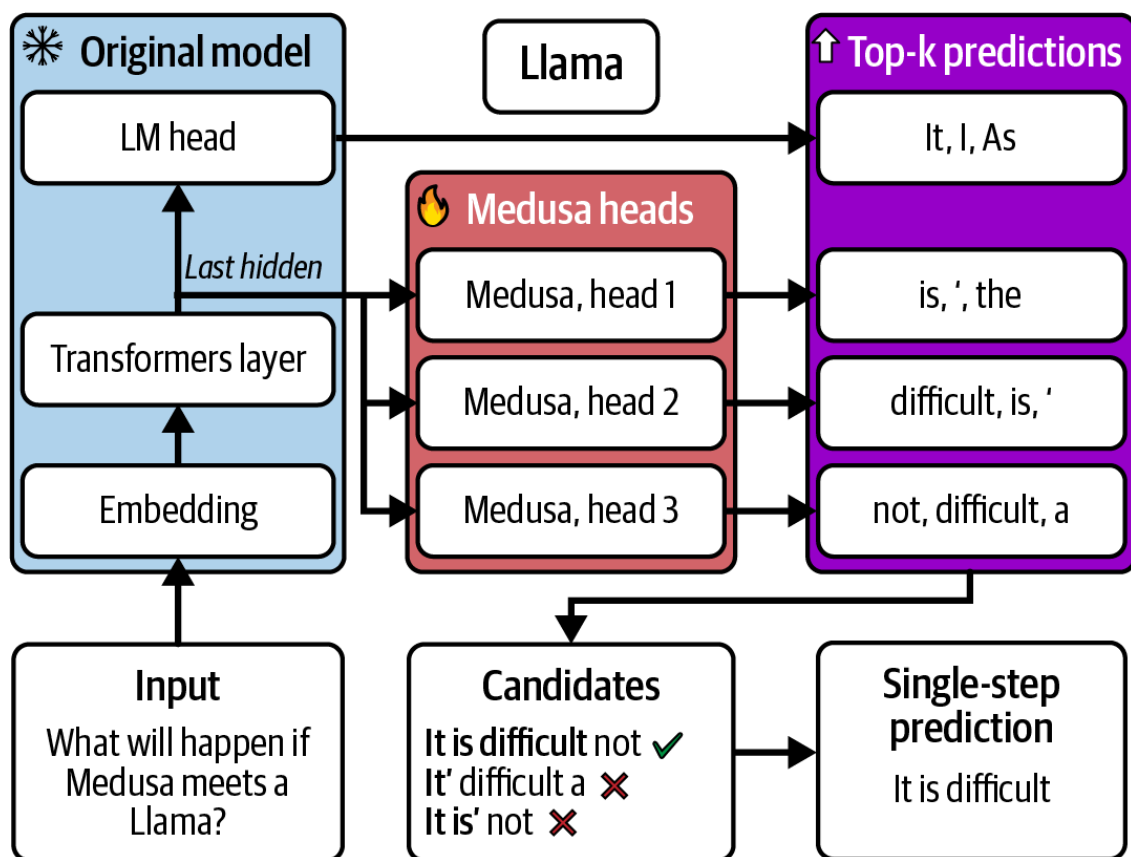 Original model
LM head
Last hidden
Transformers layer
Embedding
Llama
Medusa heads
Medusa, head 1
Medusa, head 2
Medusa, head 3
Top-k predictions
It, I, As
is, ‘, the
difficult, is, ‘
not, difficult, a
Input
What will happen if
Medusa meets a
Llama?
Candidates
It is difficult not
It’ difficult a
It is’ not
Single-step
prediction
It is difficult